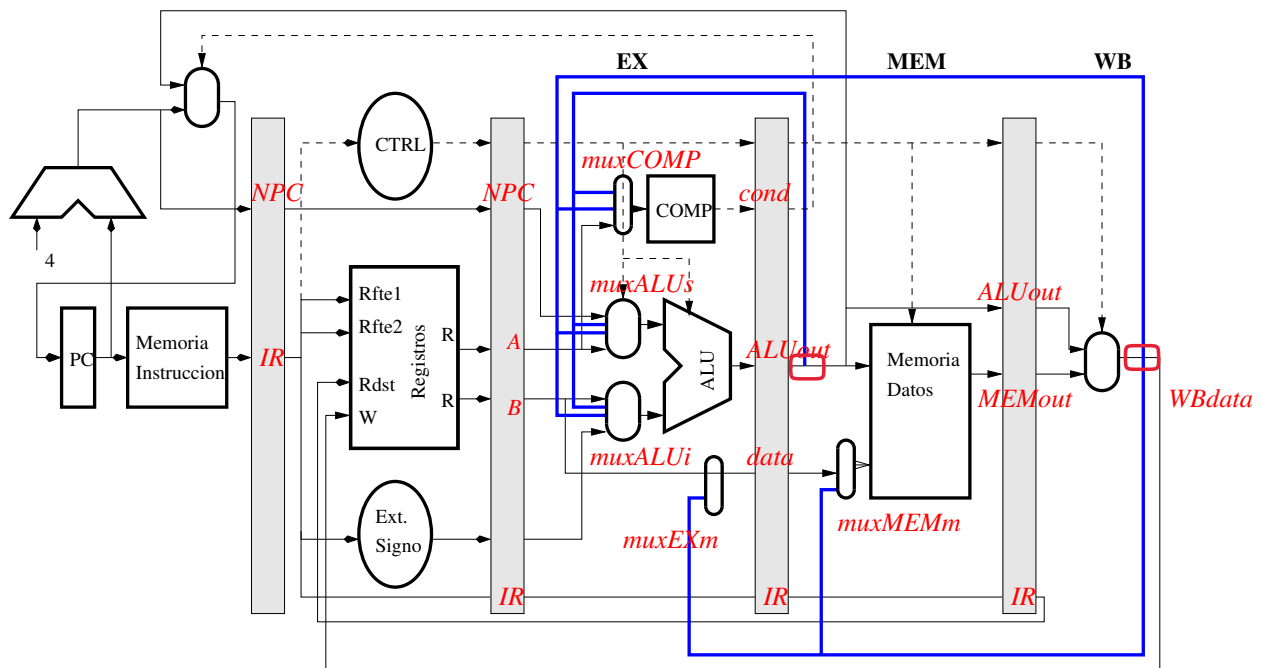 EX
MEM
WB
CTRL
muxCOMP
NPC
NPC
COMP
cond
4
muxALUs
ALUout
Rfte1
Rfte2
Registros
R
A
ALU
ALUout
PC
Memoria
Instruccion
IR
Memoria
Datos
Rdst
W
R
B
MEMout
WBdata
muxALUi
data
Ext.
Signo
muxEXm
muxMEMm
IR
IR
IR